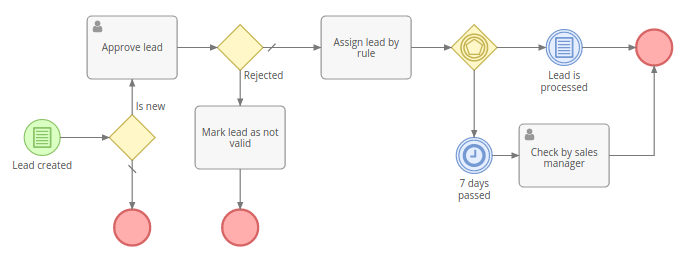 Approve lead
Assign lead by
rule
Rejected
Lead is
processed
Is new
Mark lead as not
valid
Lead created
Check by sales
manager
7 days
passed